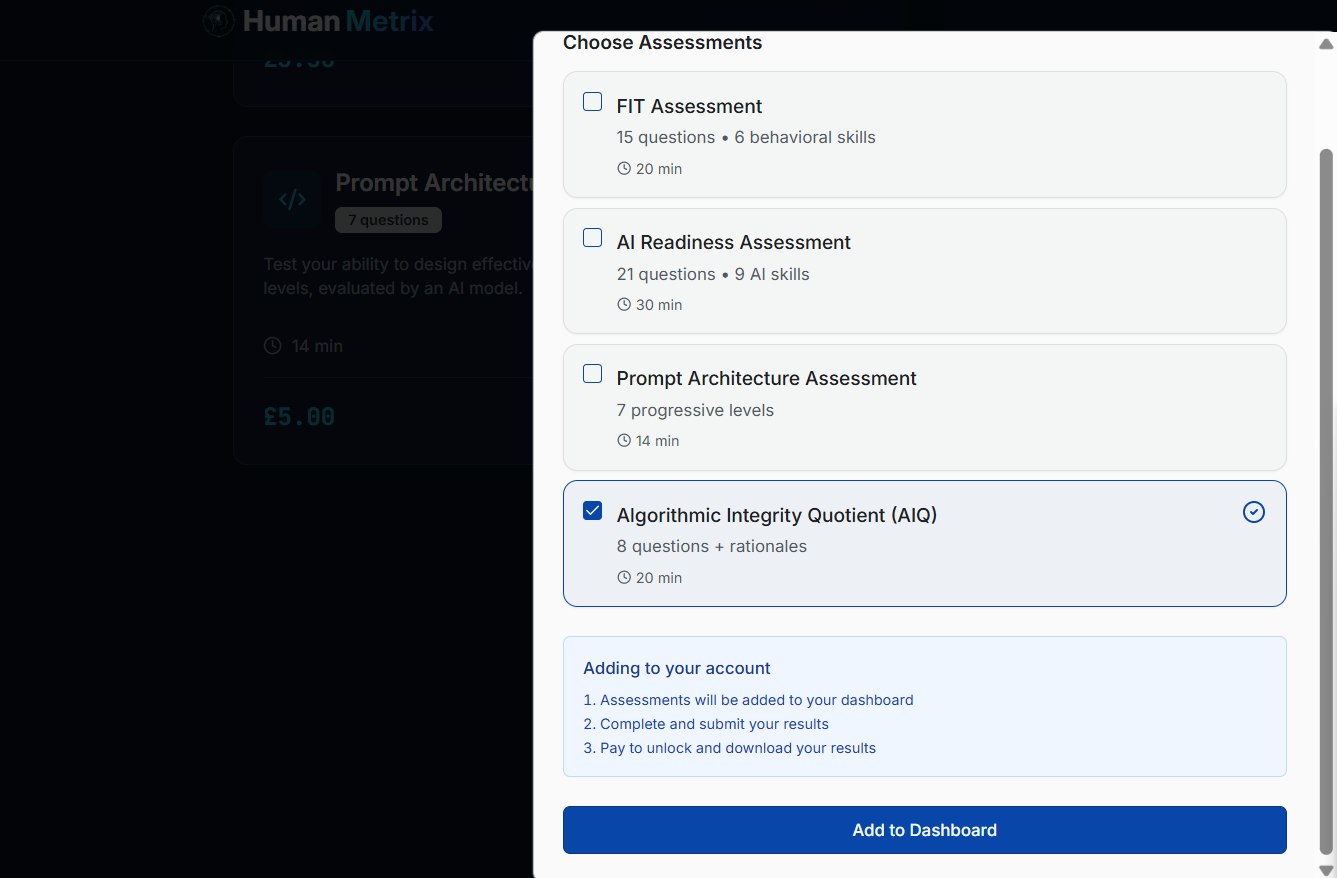 Human Metrix
Choose Assessments
FIT Assessment
15 questions • 6 behavioral skills
20 min
AI Readiness Assessment
21 questions • 9 AI skills
30 min
Prompt Architecture Assessment
7 progressive levels
14 min
Algorithmic Integrity Quotient (AIQ)
8 questions + rationales
20 min
Adding to your account
1. Assessments will be added to your dashboard
2. Complete and submit your results
3. Pay to unlock and download your results
Add to Dashboard
Prompt
7 questions
Test your ability to design
levels, evaluated by an AI model.
14 min
£5.00